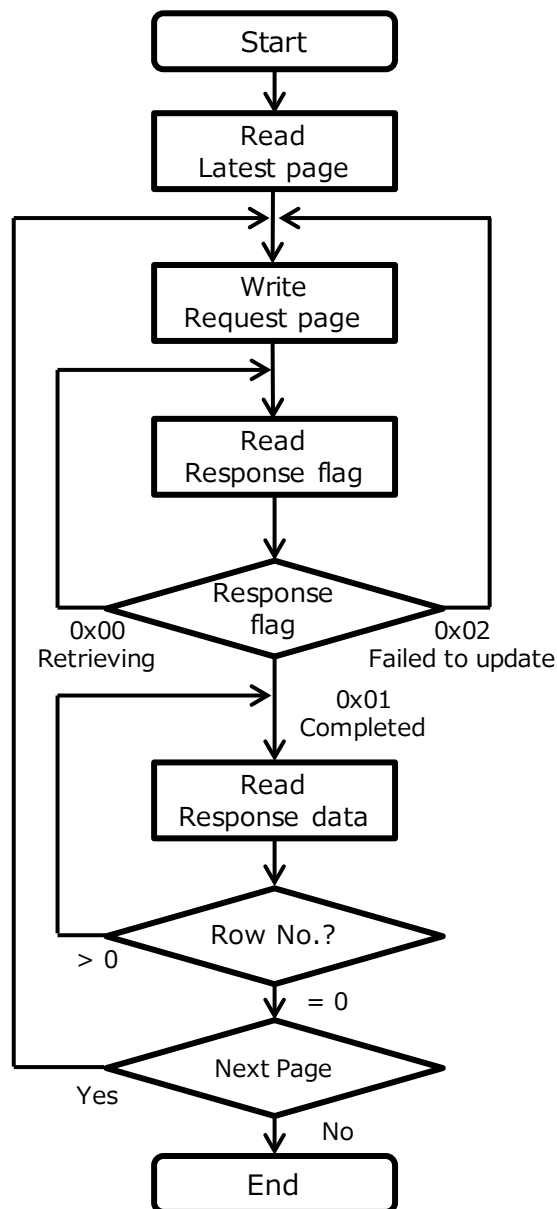 Start
Read
Latest page
Write
Request page
Read
Response flag
Response
flag
0x00
Retrieving
0x02
Failed to update
0x01
Completed
Read
Response data
Row No.?
> 0
= 0
Next Page
Yes
No
End